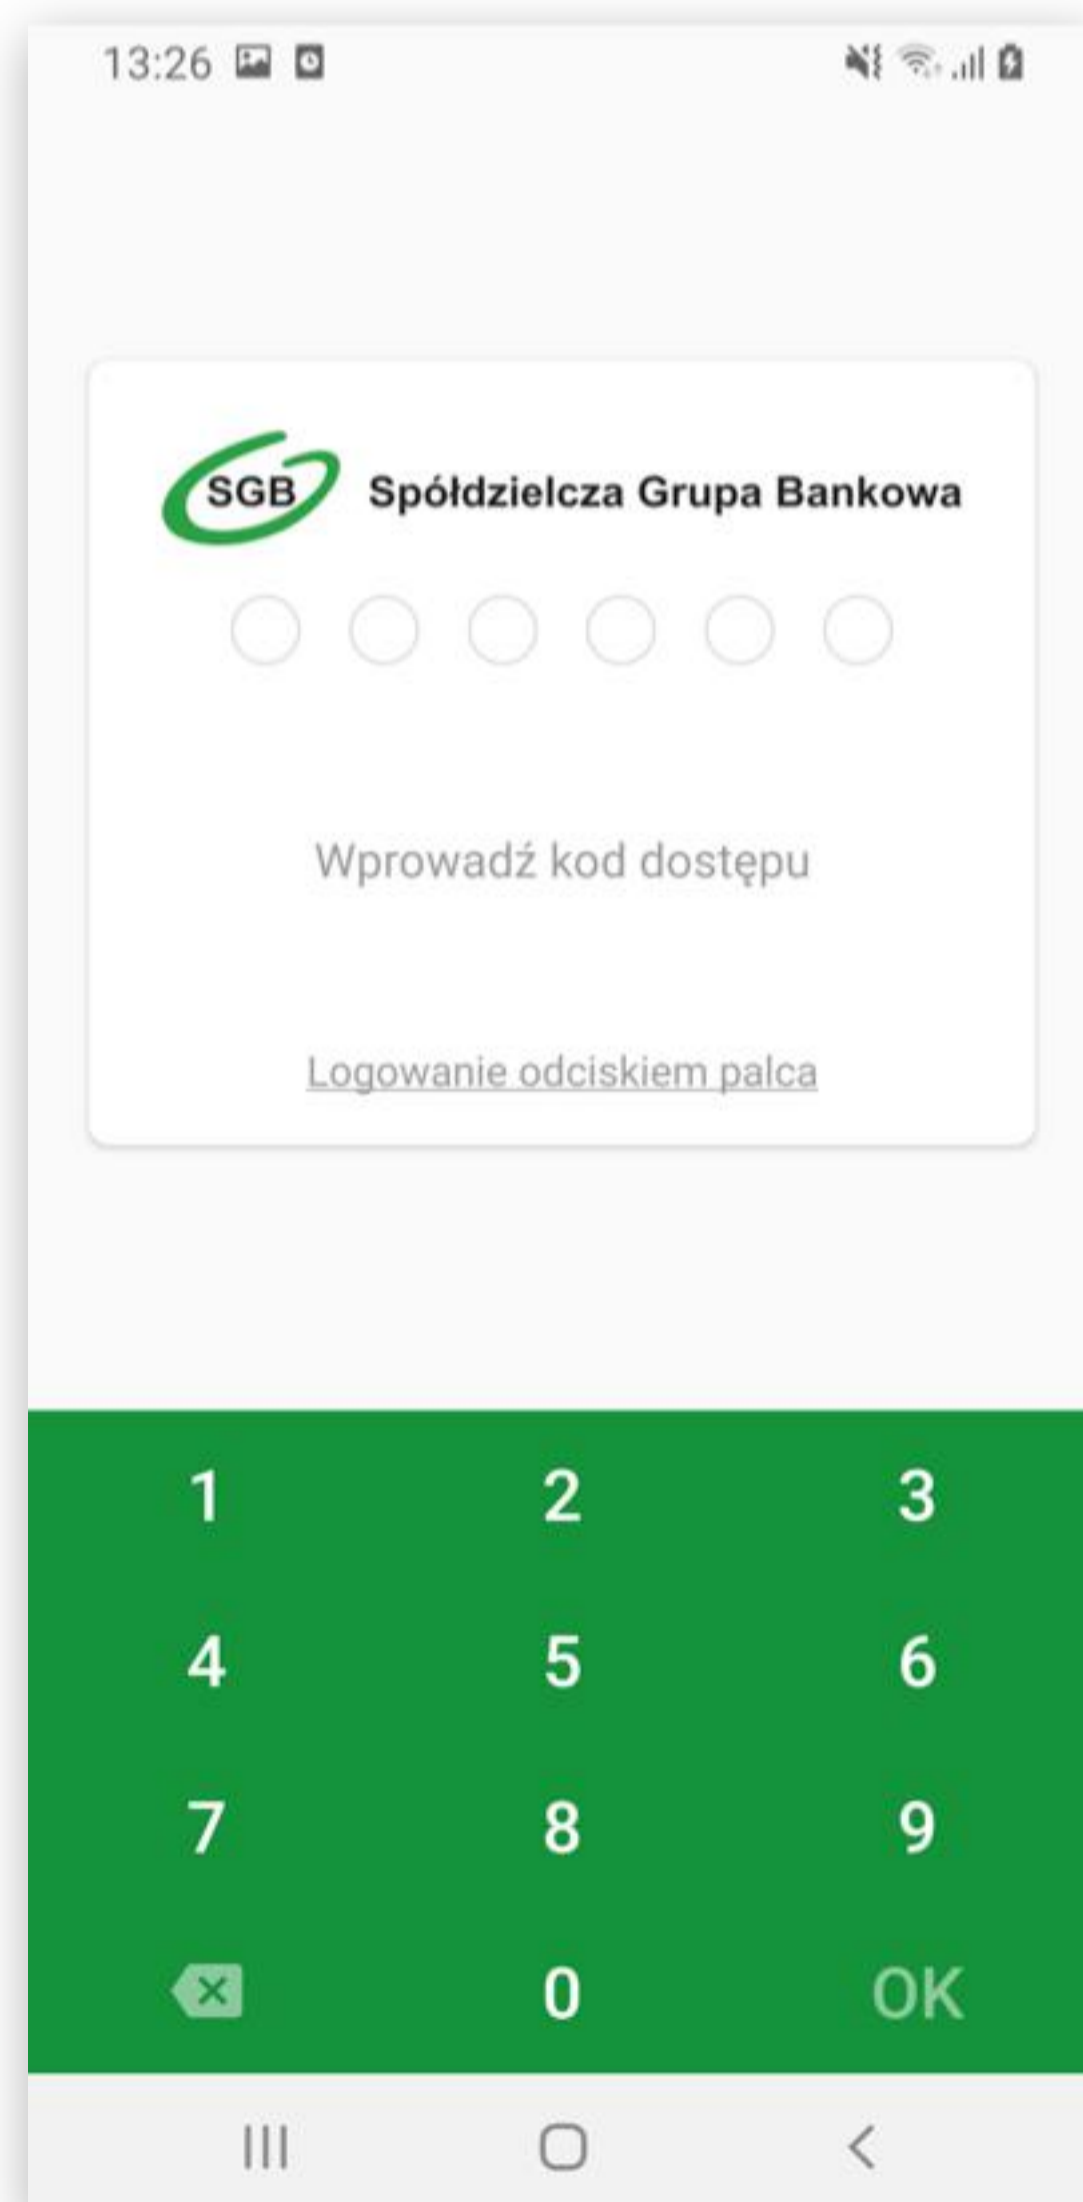 13:26
SGB Spółdzielcza Grupa Bankowa
Wprowadź kod dostępu
Logowanie odciskiem palca
1 2 3
4 5 6
7 8 9
0 OK